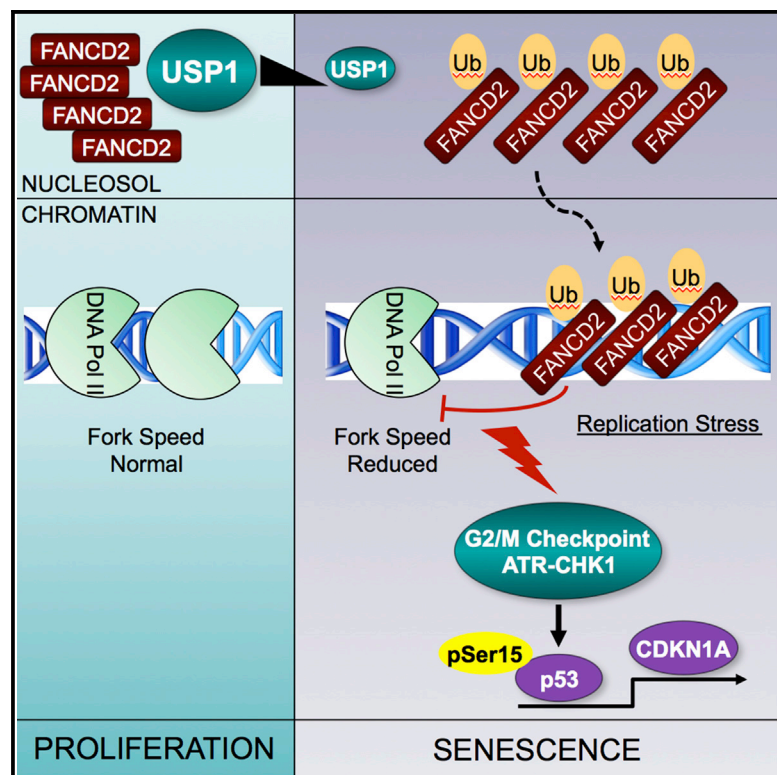 FANCD2
FANCD2
FANCD2
FANCD2
USP1
USP1
Ub
Ub
Ub
Ub
FANCD2
FANCD2
FANCD2
FANCD2
NUCLEOSOL
CHROMATIN
DNA Pol II
Fork Speed
Normal
DNA Pol II
Ub
Ub
Ub
FANCD2
FANCD2
FANCD2
Fork Speed
Reduced
Replication Stress
G2/M Checkpoint
ATR-CHK1
pSer15
p53
CDKN1A
PROLIFERATION
SENESCENCE